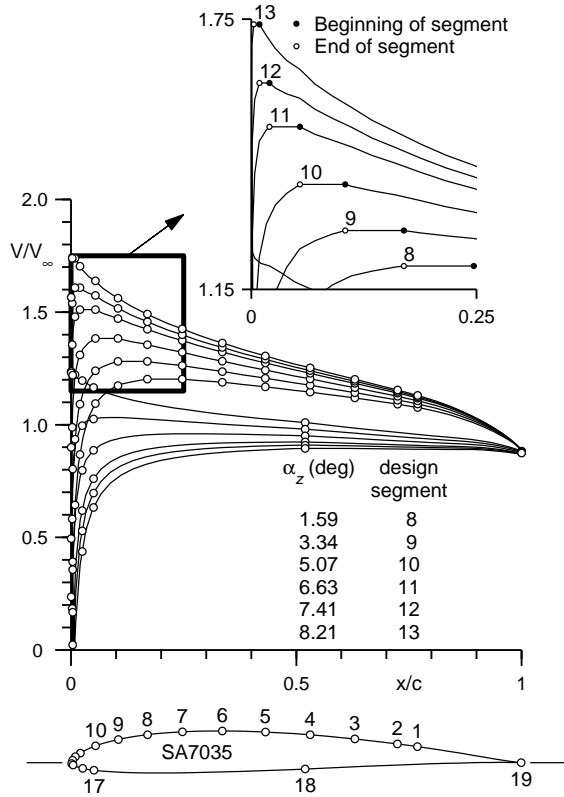 1.75
13
Beginning of segment
End of segment
12
11
10
9
8
1.15
0
0.25
2.0
V/V∞
1.5
1.0
0.5
0
αz (deg) design
segment
1.59 8
3.34 9
5.07 10
6.63 11
7.41 12
8.21 13
0 0.5 x/c 1
10 9 8 7 6 5 4 3 2 1
SA7035
17 18 19